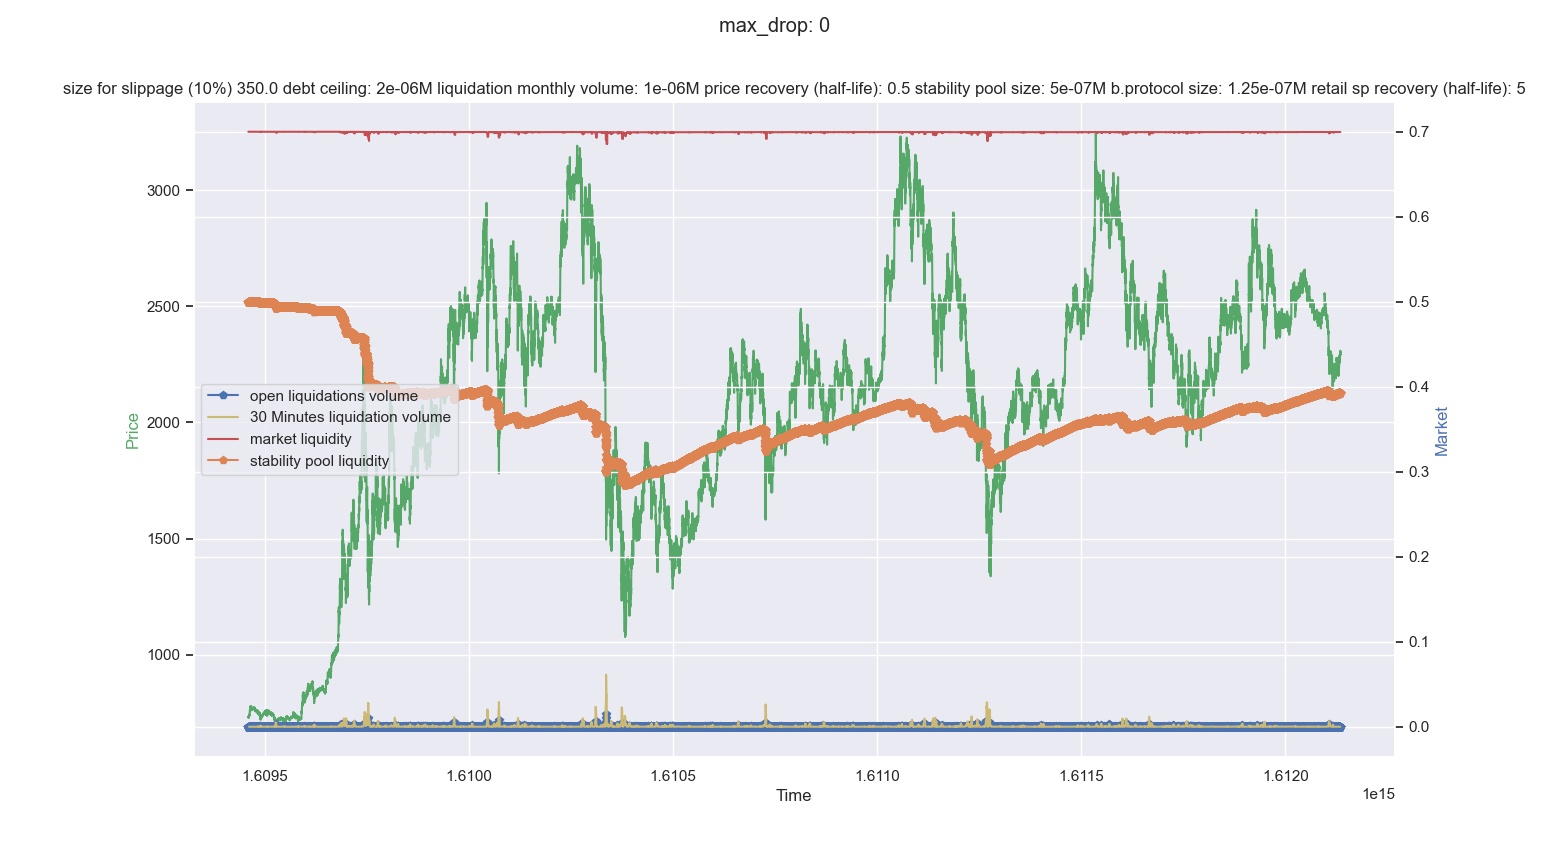 max_drop: 0
size for slippage (10%) 350.0 debt ceiling: 2e-06M liquidation monthly volume: 1e-06M price recovery (half-life): 0.5 stability pool size: 5e-07M b.protocol size: 1.25e-07M retail sp recovery (half-life): 5
3000
2500
2000
1500
1000
Price
open liquidations volume
30 Minutes liquidation volume
market liquidity
stability pool liquidity
0.7
0.6
0.5
0.4
0.3
0.2
0.1
0.0
Market
1.6095 1.6100 1.6105 1.6110 1.6115 1.6120
Time
1e15